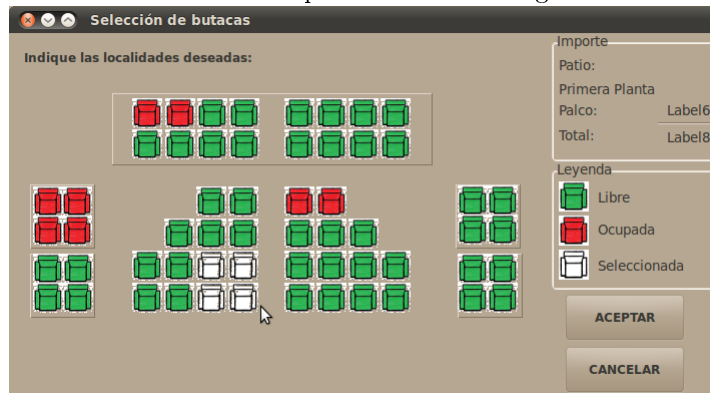 Selección de butacas
Indique las localidades deseadas:
Importe
Patio:
Primera Planta
Palco: Label6
Total: Label8
Leyenda
Libre
Ocupada
Seleccionada
ACEPTAR
CANCELAR